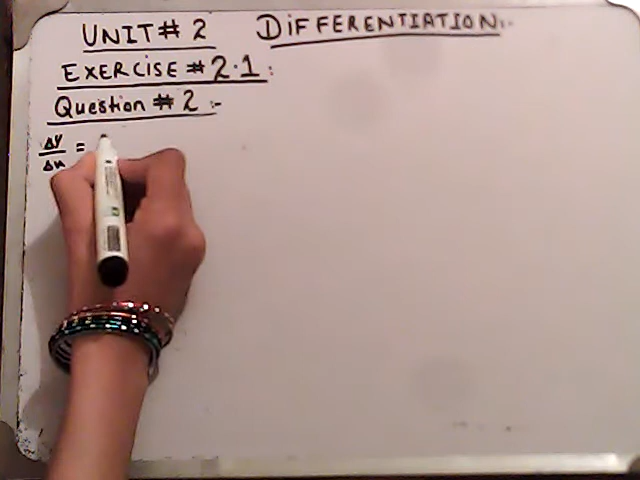 UNIT # 2 DiFFERENTIATION:-
EXERCISE # 2.1:
Question # 2 :-
Δy/Δx =